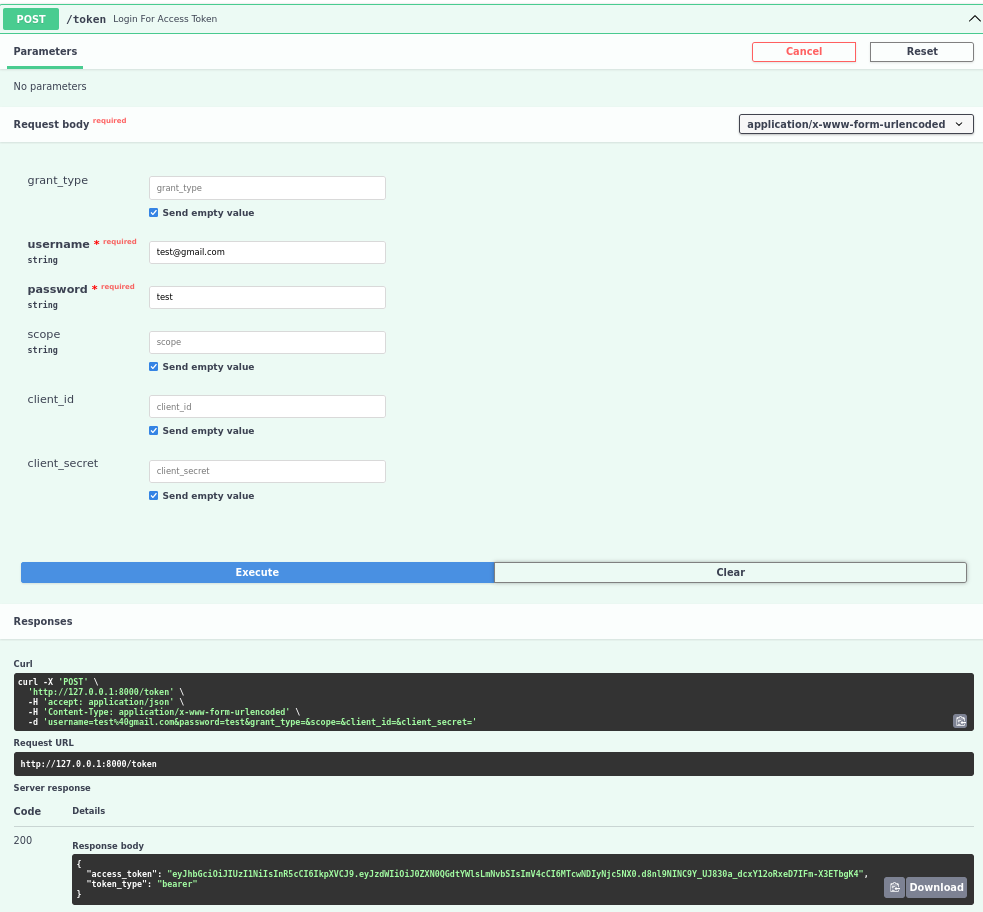 POST /token Login For Access Token
Parameters
Cancel
Reset
No parameters
Request body required
application/x-www-form-urlencoded
grant_type
grant_type
Send empty value
username * required
string
test@gmail.com
password * required
string
test
scope
string
scope
Send empty value
client_id
client_id
Send empty value
client_secret
client_secret
Send empty value
Execute
Clear
Responses
Curl
curl -X 'POST' \
'http://127.0.0.1:8000/token' \
-H 'accept: application/json' \
-H 'Content-Type: application/x-www-form-urlencoded' \
-d 'username=test%40gmail.com&password=test&grant_type=&scope=&client_id=&client_secret='
Request URL
http://127.0.0.1:8000/token
Server response
Code Details
200
Response body
{
"access_token": "eyJhbGciOiJIUzI1NiIsInR5cCI6IkpXVCJ9.eyJzdWIiOiJ0ZXN0QGdtYWlsLmNvbSIsImV4cCI6MTcwNDIyNjc5NX0.d8nl9NINC9Y_UJ830a_dcxY12oRxeD7IFm-X3ETbgK4",
"token_type": "bearer"
}
Download